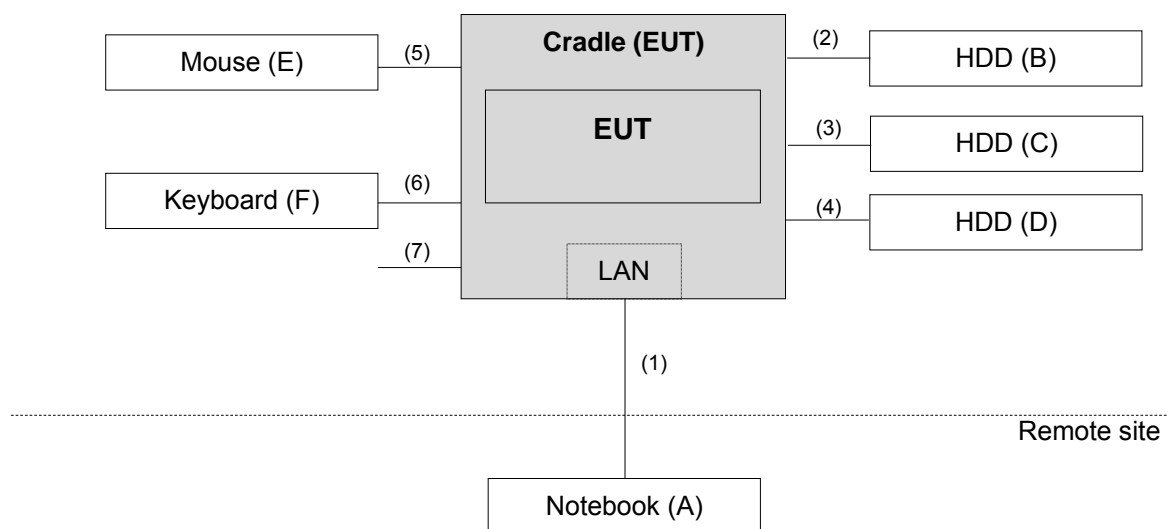 Cradle (EUT)
Mouse (E)
(5)
(2)
HDD (B)
EUT
(3)
HDD (C)
Keyboard (F)
(6)
(4)
HDD (D)
(7)
LAN
(1)
Remote site
Notebook (A)